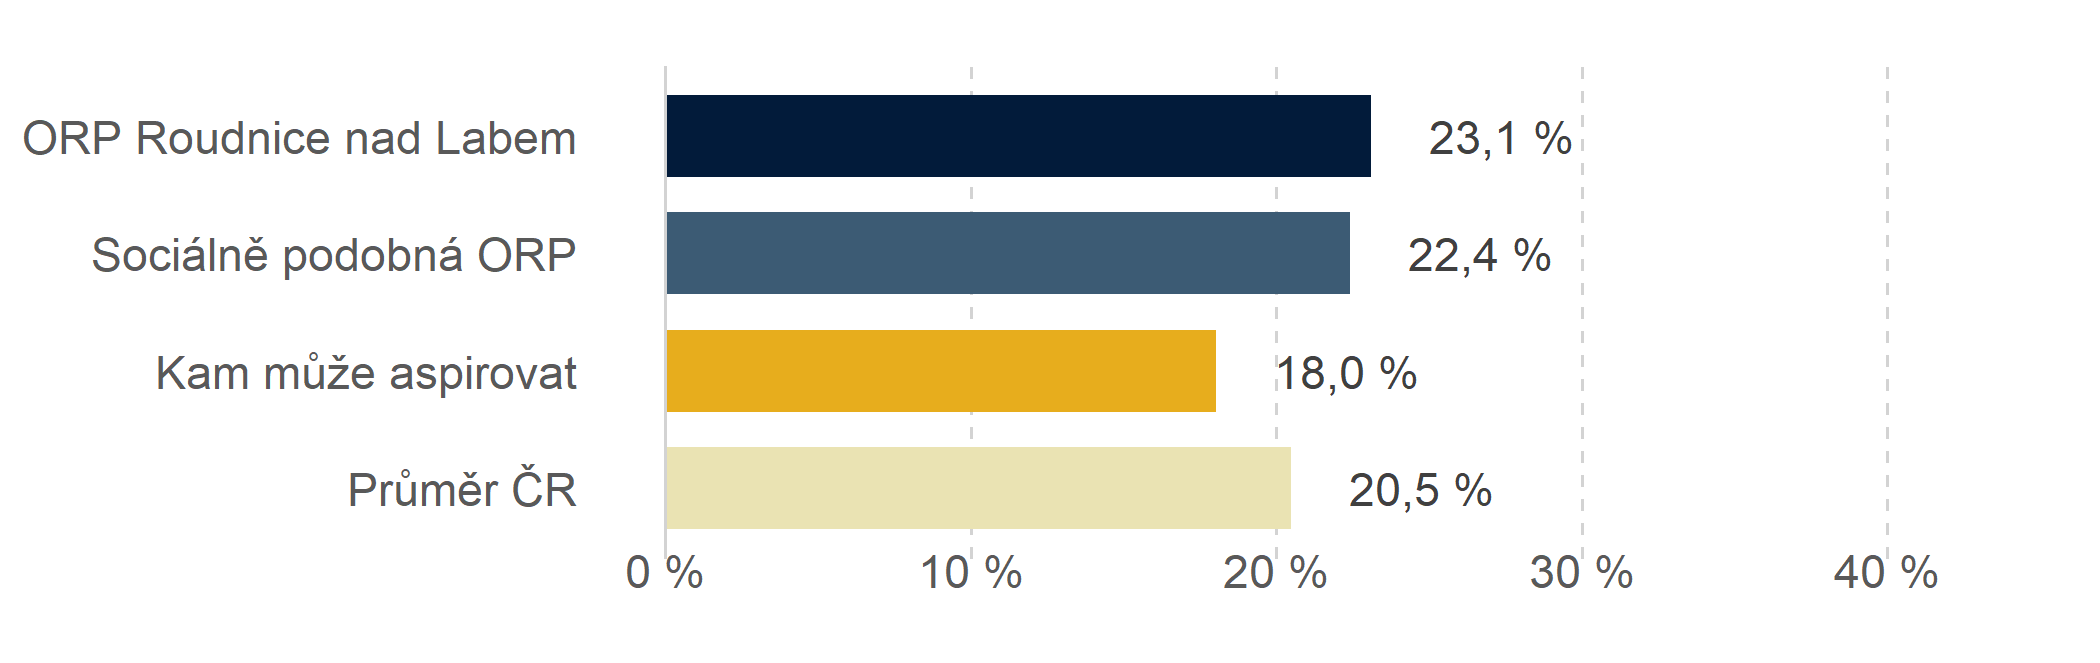 ORP Roudnice nad Labem 23,1 %
Sociálně podobná ORP 22,4 %
Kam může aspirovat 18,0 %
Průměr ČR 20,5 %
0 % 10 % 20 % 30 % 40 %